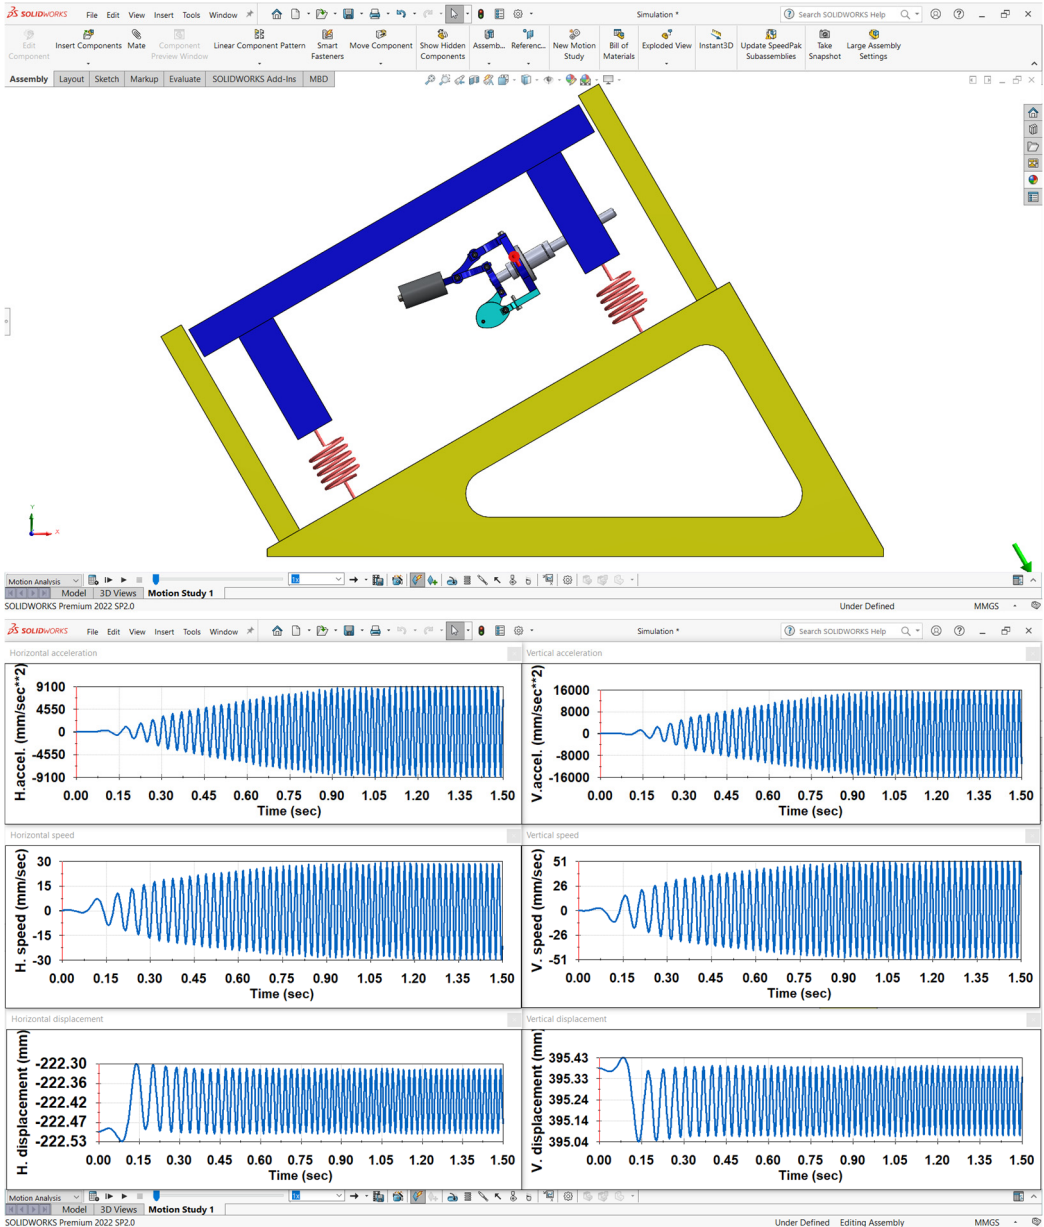 SOLIDWORKS File Edit View Insert Tools Window Simulation * Search SOLIDWORKS Help
Edit Component
Insert Components
Mate
Component Preview Window
Linear Component Pattern
Smart Fasteners
Move Component
Show Hidden Components
Assemb...
Referenc...
New Motion Study
Bill of Materials
Exploded View
Instant3D
Update SpeedPak Subassemblies
Take Snapshot
Large Assembly Settings
Assembly Layout Sketch Markup Evaluate SOLIDWORKS Add-Ins MBD
Y
X
Motion Analysis 1x
Model 3D Views Motion Study 1
SOLIDWORKS Premium 2022 SP2.0 Under Defined MMGS
SOLIDWORKS File Edit View Insert Tools Window Simulation * Search SOLIDWORKS Help
Horizontal acceleration
H.accel. (mm/sec**2)
9100
4550
0
-4550
-9100
0.00 0.15 0.30 0.45 0.60 0.75 0.90 1.05 1.20 1.35 1.50
Time (sec)
Vertical acceleration
V.accel. (mm/sec**2)
16000
8000
0
-8000
-16000
0.00 0.15 0.30 0.45 0.60 0.75 0.90 1.05 1.20 1.35 1.50
Time (sec)
Horizontal speed
H. speed (mm/sec)
30
15
0
-15
-30
0.00 0.15 0.30 0.45 0.60 0.75 0.90 1.05 1.20 1.35 1.50
Time (sec)
Vertical speed
V. speed (mm/sec)
51
26
0
-26
-51
0.00 0.15 0.30 0.45 0.60 0.75 0.90 1.05 1.20 1.35 1.50
Time (sec)
Horizontal displacement
H. displacement (mm)
-222.30
-222.36
-222.42
-222.47
-222.53
0.00 0.15 0.30 0.45 0.60 0.75 0.90 1.05 1.20 1.35 1.50
Time (sec)
Vertical displacement
V. displacement (mm)
395.43
395.33
395.24
395.14
395.04
0.00 0.15 0.30 0.45 0.60 0.75 0.90 1.05 1.20 1.35 1.50
Time (sec)
Motion Analysis 1x
Model 3D Views Motion Study 1
SOLIDWORKS Premium 2022 SP2.0 Under Defined Editing Assembly MMGS